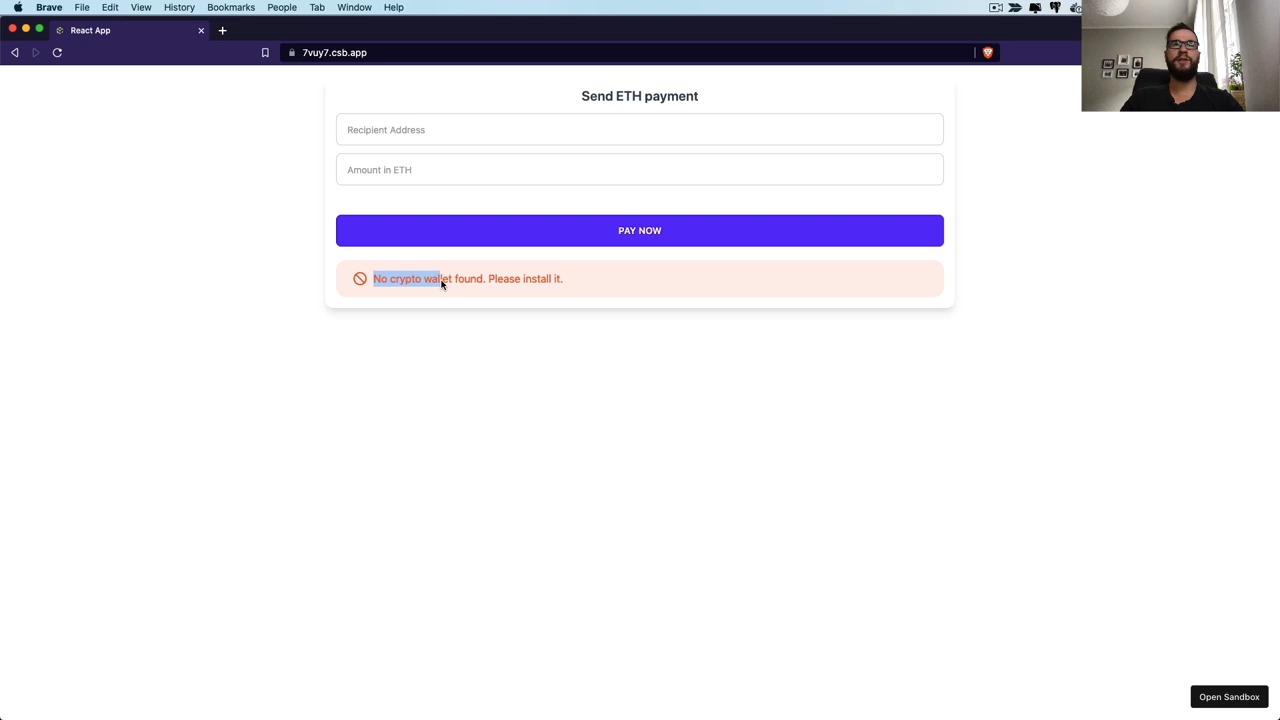 Brave File Edit View History Bookmarks People Tab Window Help
React App
7vuy7.csb.app
Send ETH payment
Recipient Address
Amount in ETH
PAY NOW
No crypto wallet found. Please install it.
Open Sandbox